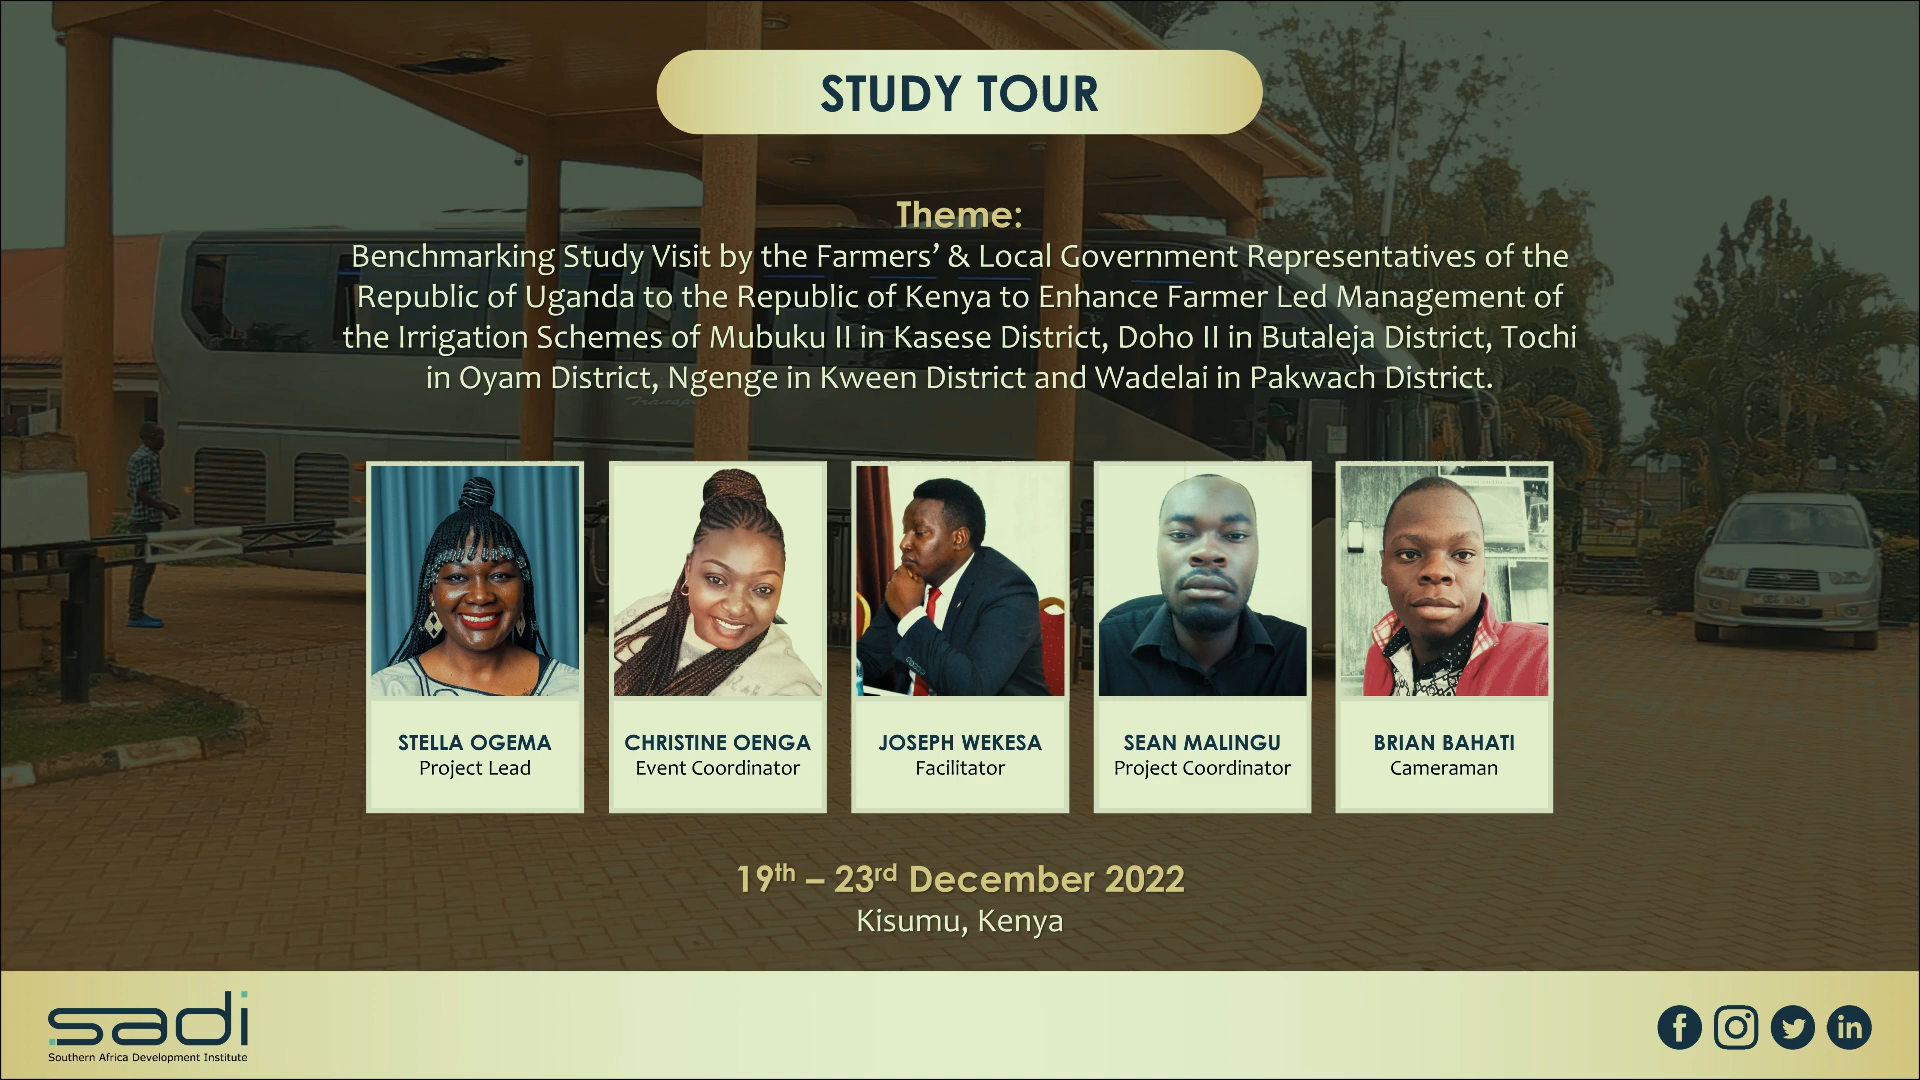 STUDY TOUR
Theme:
Benchmarking Study Visit by the Farmers’ & Local Government Representatives of the
Republic of Uganda to the Republic of Kenya to Enhance Farmer Led Management of
the Irrigation Schemes of Mubuku II in Kasese District, Doho II in Butaleja District, Tochi
in Oyam District, Ngenge in Kween District and Wadelai in Pakwach District.
STELLA OGEMA
Project Lead
CHRISTINE OENGA
Event Coordinator
JOSEPH WEKESA
Facilitator
SEAN MALINGU
Project Coordinator
BRIAN BAHATI
Cameraman
19th – 23rd December 2022
Kisumu, Kenya
sadi
Southern Africa Development Institute